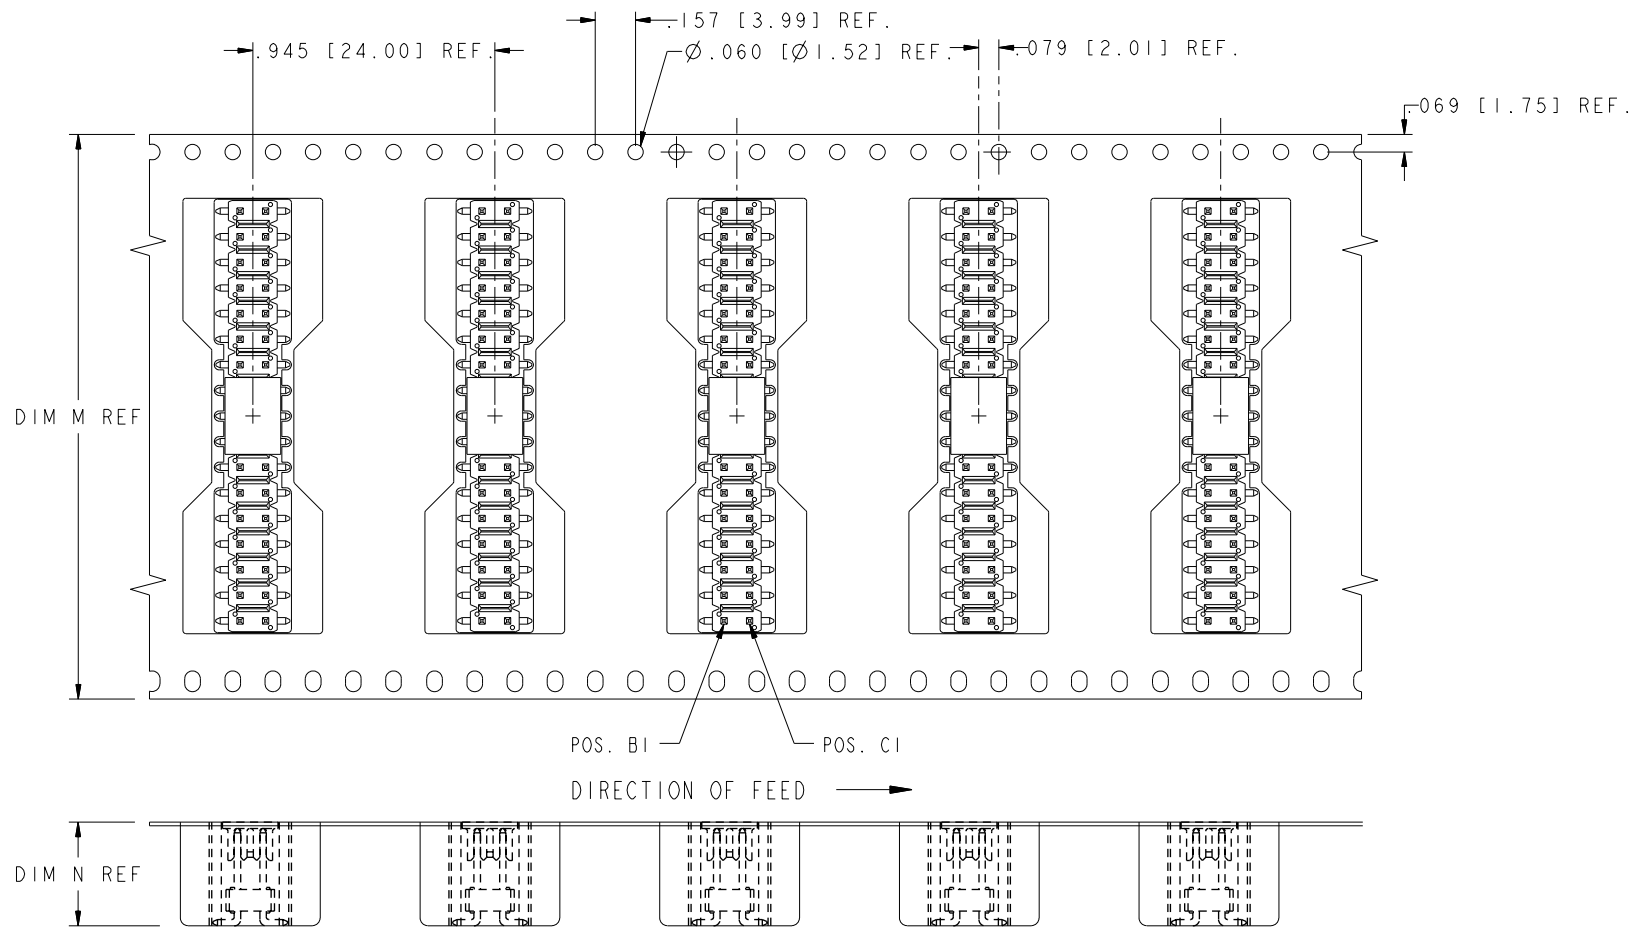 .157 [3.99] REF.
.945 [24.00] REF.
Ø.060 [Ø1.52] REF.
.079 [2.01] REF.
.069 [1.75] REF.
DIM M REF
POS. B1
POS. C1
DIRECTION OF FEED
DIM N REF